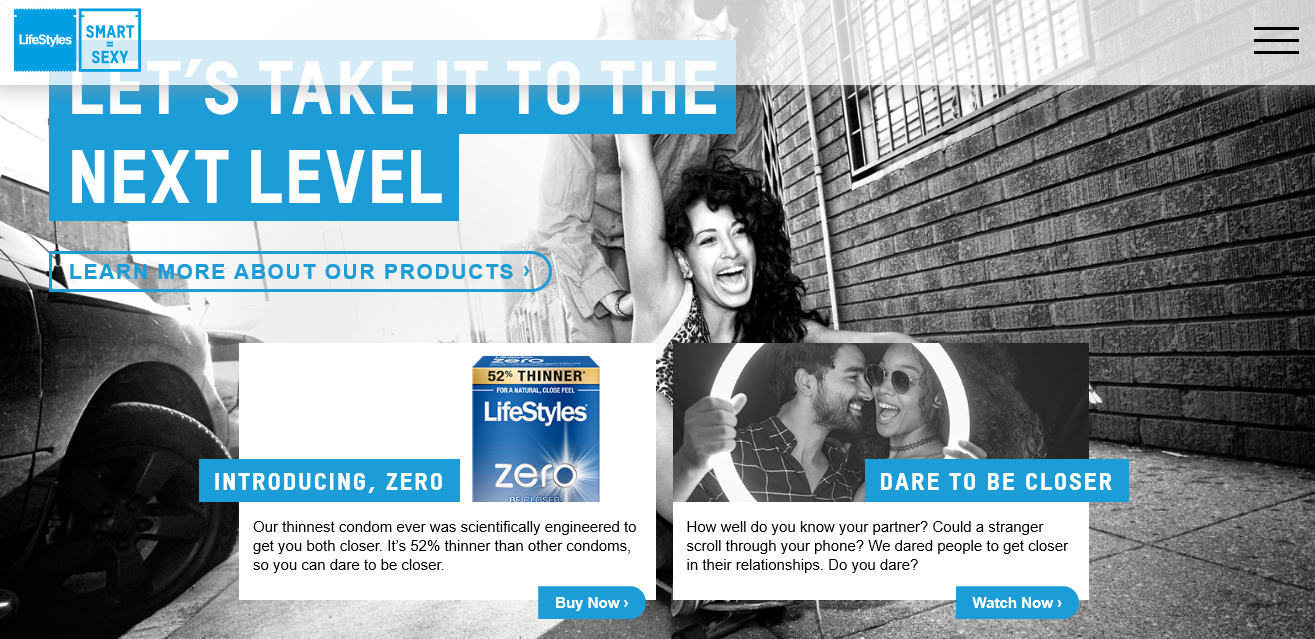 LifeStyles®
SMART
=
SEXY
LET'S TAKE IT TO THE
NEXT LEVEL
LEARN MORE ABOUT OUR PRODUCTS ›
LifeStyles
zero
52% THINNER*
FOR A NATURAL, CLOSE FEEL
LifeStyles®
zero
BE CLOSER
INTRODUCING, ZERO
Our thinnest condom ever was scientifically engineered to
get you both closer. It's 52% thinner than other condoms,
so you can dare to be closer.
Buy Now ›
DARE TO BE CLOSER
How well do you know your partner? Could a stranger
scroll through your phone? We dared people to get closer
in their relationships. Do you dare?
Watch Now ›